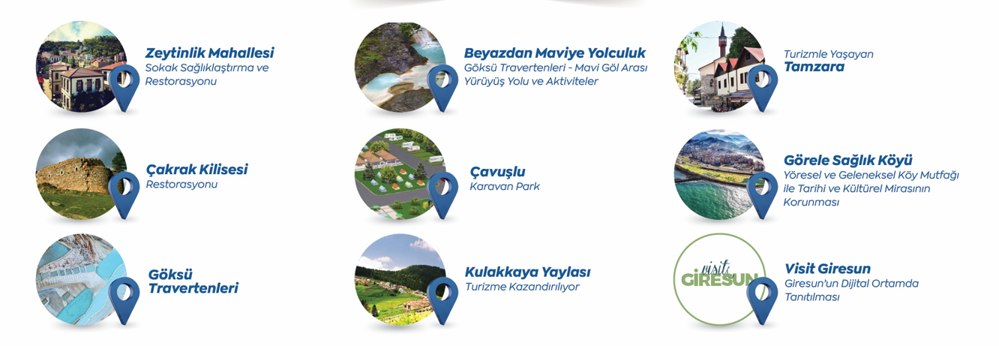 Zeytinlik Mahallesi
Sokak Sağlıklaştırma ve
Restorasyonu
Beyazdan Maviye Yolculuk
Göksü Travertenleri - Mavi Göl Arası
Yürüyüş Yolu ve Aktiviteler
Turizmle Yaşayan
Tamzara
Çakrak Kilisesi
Restorasyonu
Çavuşlu
Karavan Park
Görele Sağlık Köyü
Yöresel ve Geleneksel Köy Mutfağı
ile Tarihi ve Kültürel Mirasının
Korunması
Göksü
Travertenleri
Kulakkaya Yaylası
Turizme Kazandırılıyor
visit
GİRESUN
Visit Giresun
Giresun'un Dijital Ortamda
Tanıtılması